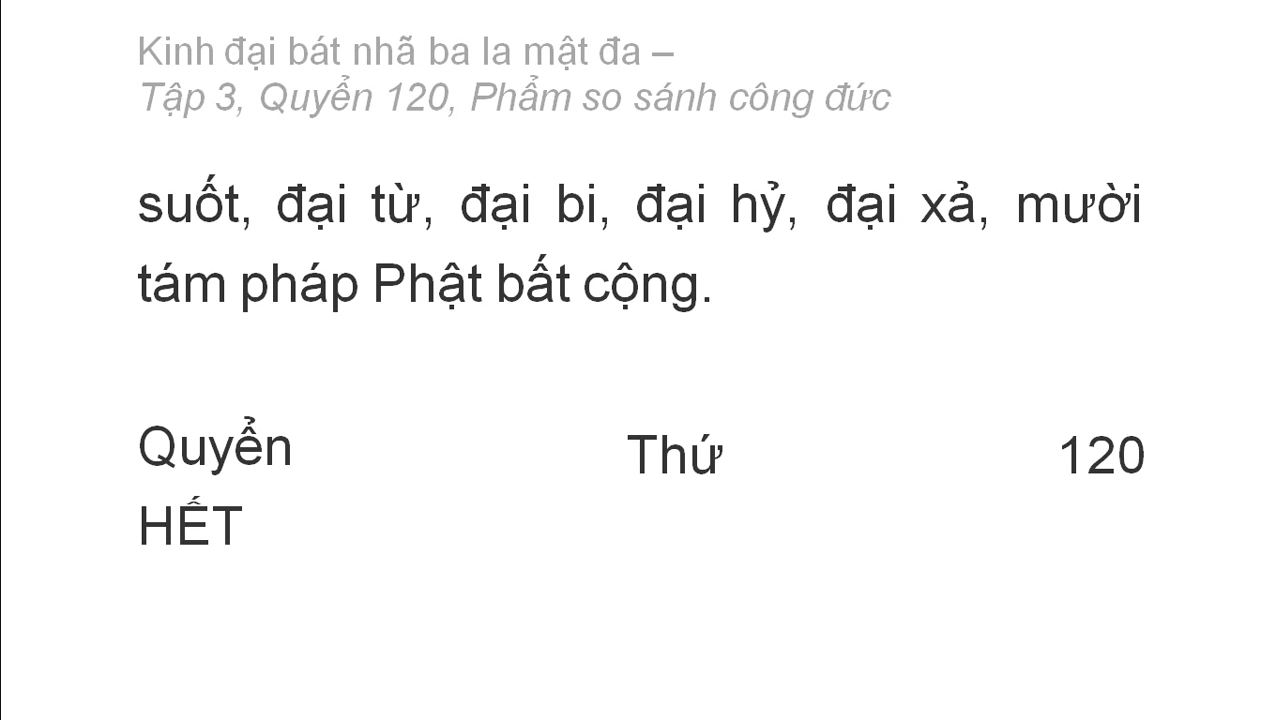 Kinh đại bát nhã ba la mật đa –
Tập 3, Quyển 120, Phẩm so sánh công đức
suốt, đại từ, đại bi, đại hỷ, đại xả, mười
tám pháp Phật bất cộng.
Quyển Thứ 120
HẾT